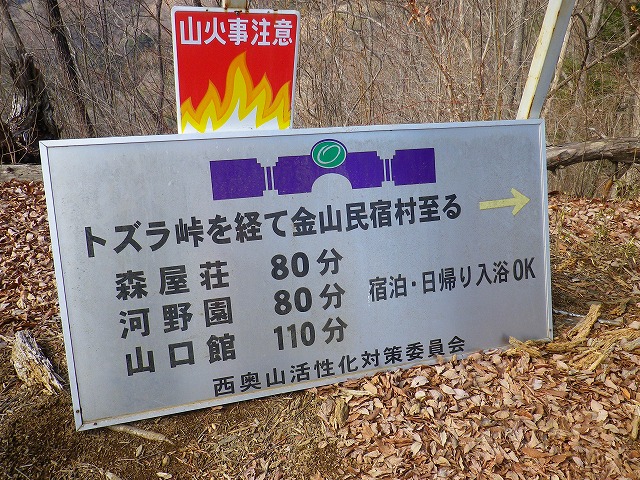 山火事注意
トズラ峠を経て金山民宿村至る →
森屋荘 80分
河野園 80分
山口館 110分
宿泊・日帰り入浴OK
西奥山活性化対策委員会